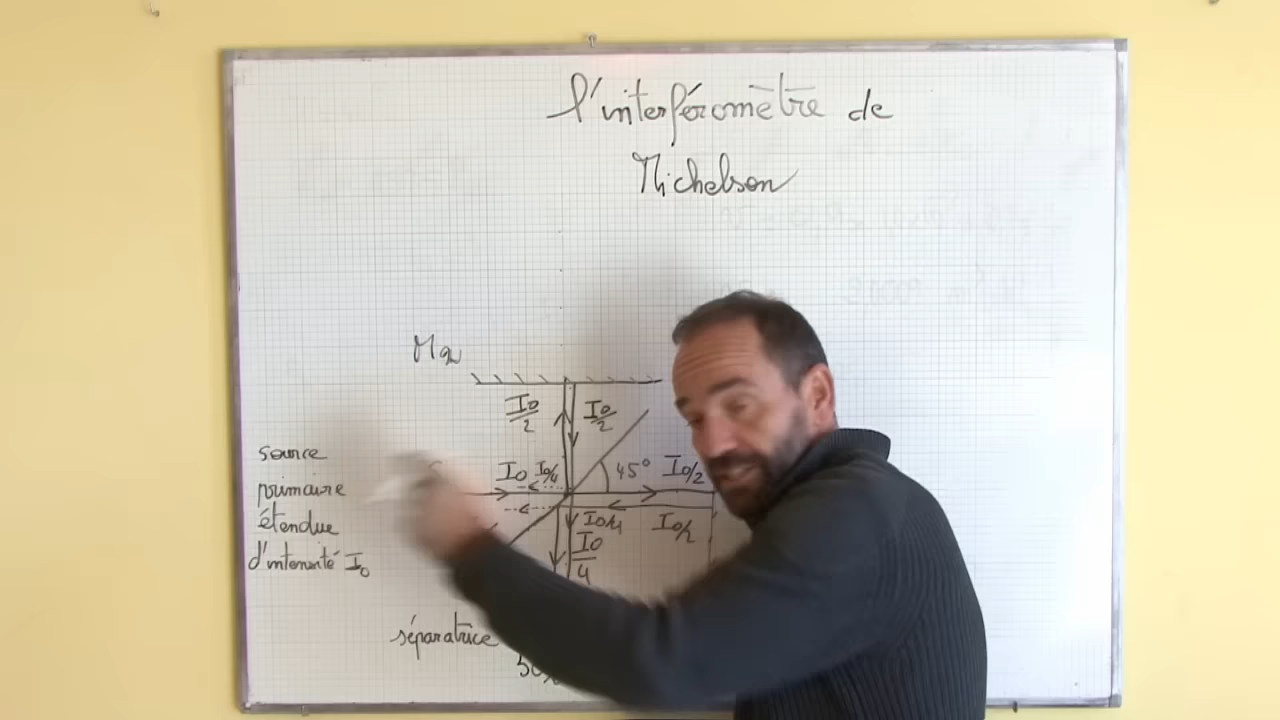 l'interféromètre de
Michelson
M2
I0/2
I0/2
source
primaire
étendue
d'intensité I0
I0
I0/4
45°
I0/2
I0/4
I0/2
I0/4
séparatrice